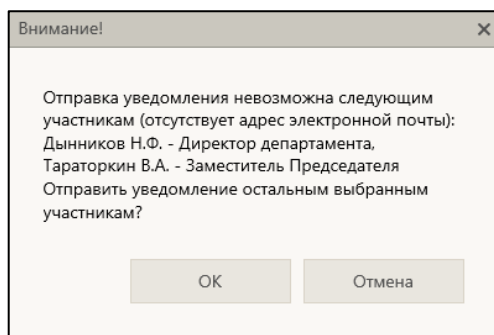 Внимание!
Отправка уведомления невозможна следующим
участникам (отсутствует адрес электронной почты):
Дынников Н.Ф. - Директор департамента,
Тараторкин В.А. - Заместитель Председателя
Отправить уведомление остальным выбранным
участникам?
ОК
Отмена